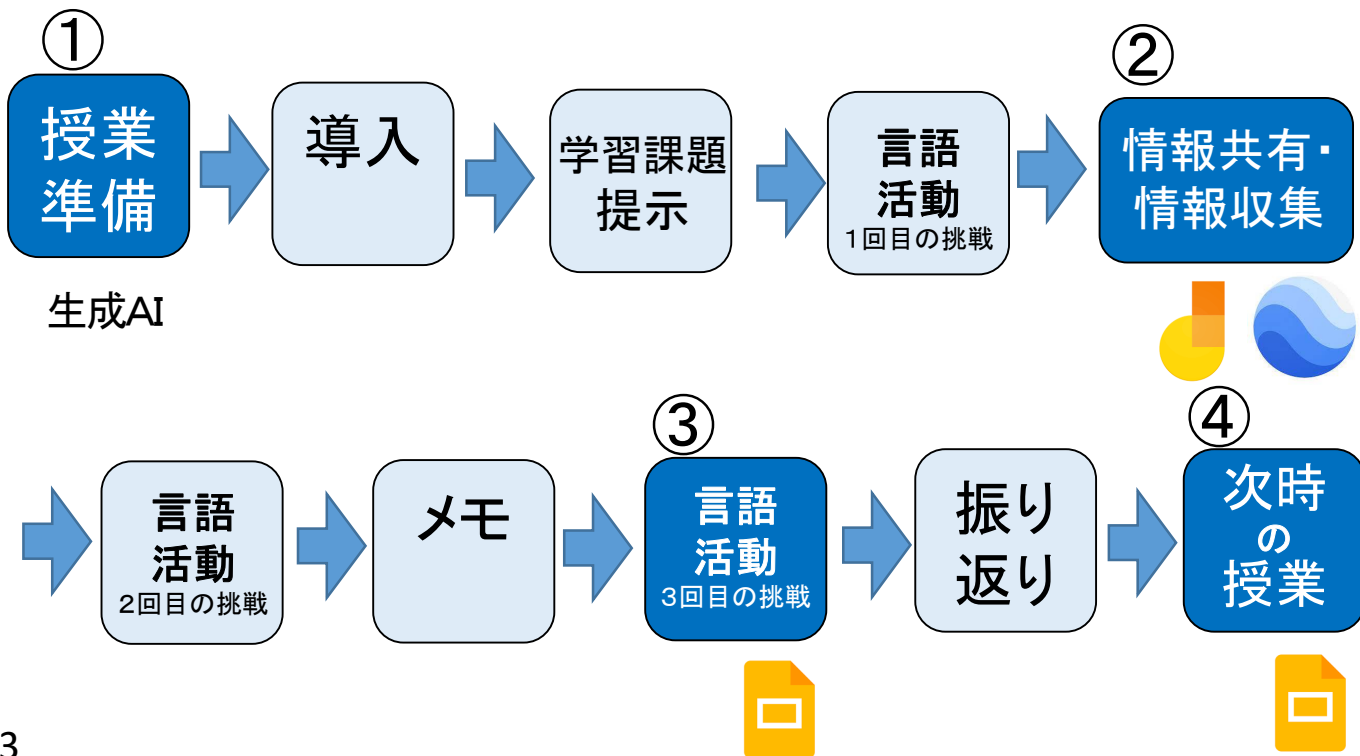 ①
授業
準備
生成AI
導入
学習課題
提示
言語
活動
1回目の挑戦
②
情報共有・
情報収集
言語
活動
2回目の挑戦
メモ
③
言語
活動
3回目の挑戦
振り
返り
④
次時
の
授業
3